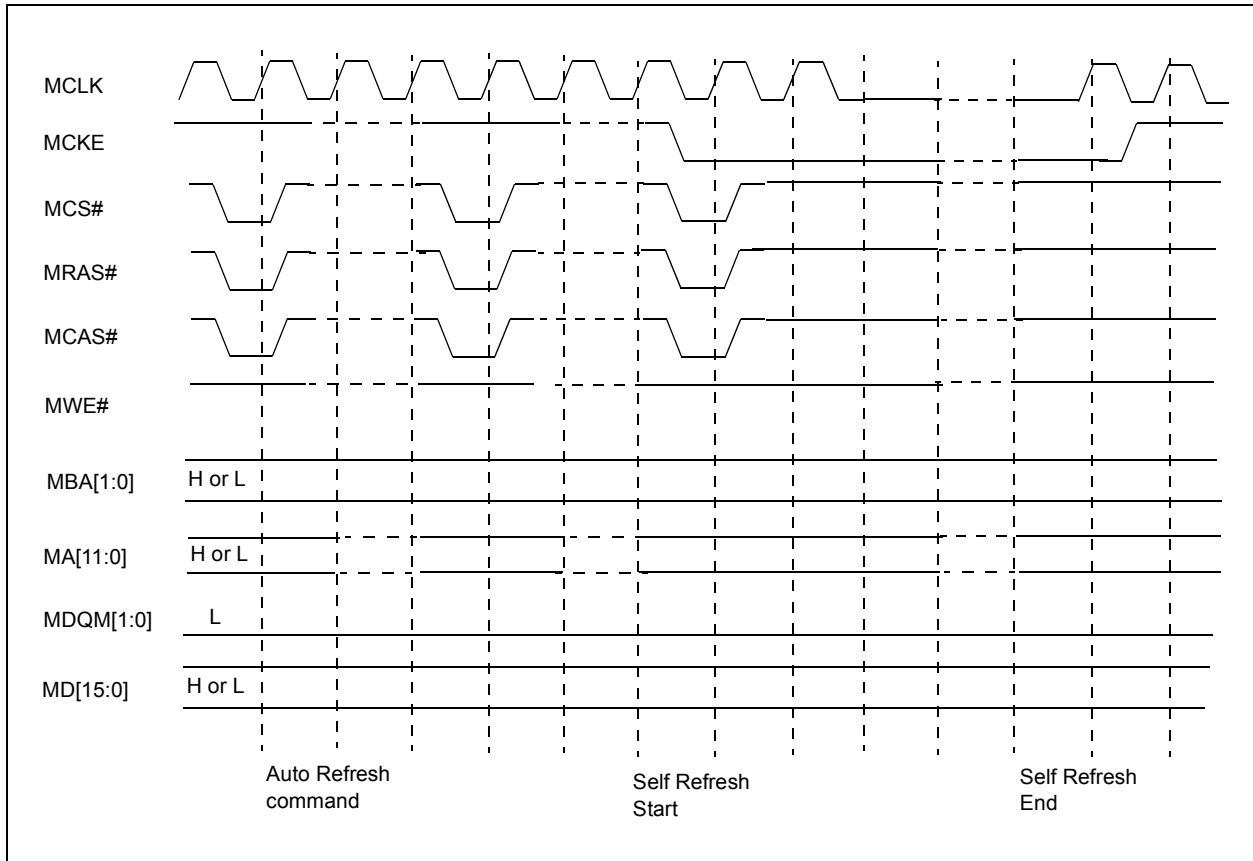 MCLK
MCKE
MCS#
MRAS#
MCAS#
MWE#
MBA[1:0] H or L
MA[11:0] H or L
MDQM[1:0] L
MD[15:0] H or L
Auto Refresh
command
Self Refresh
Start
Self Refresh
End